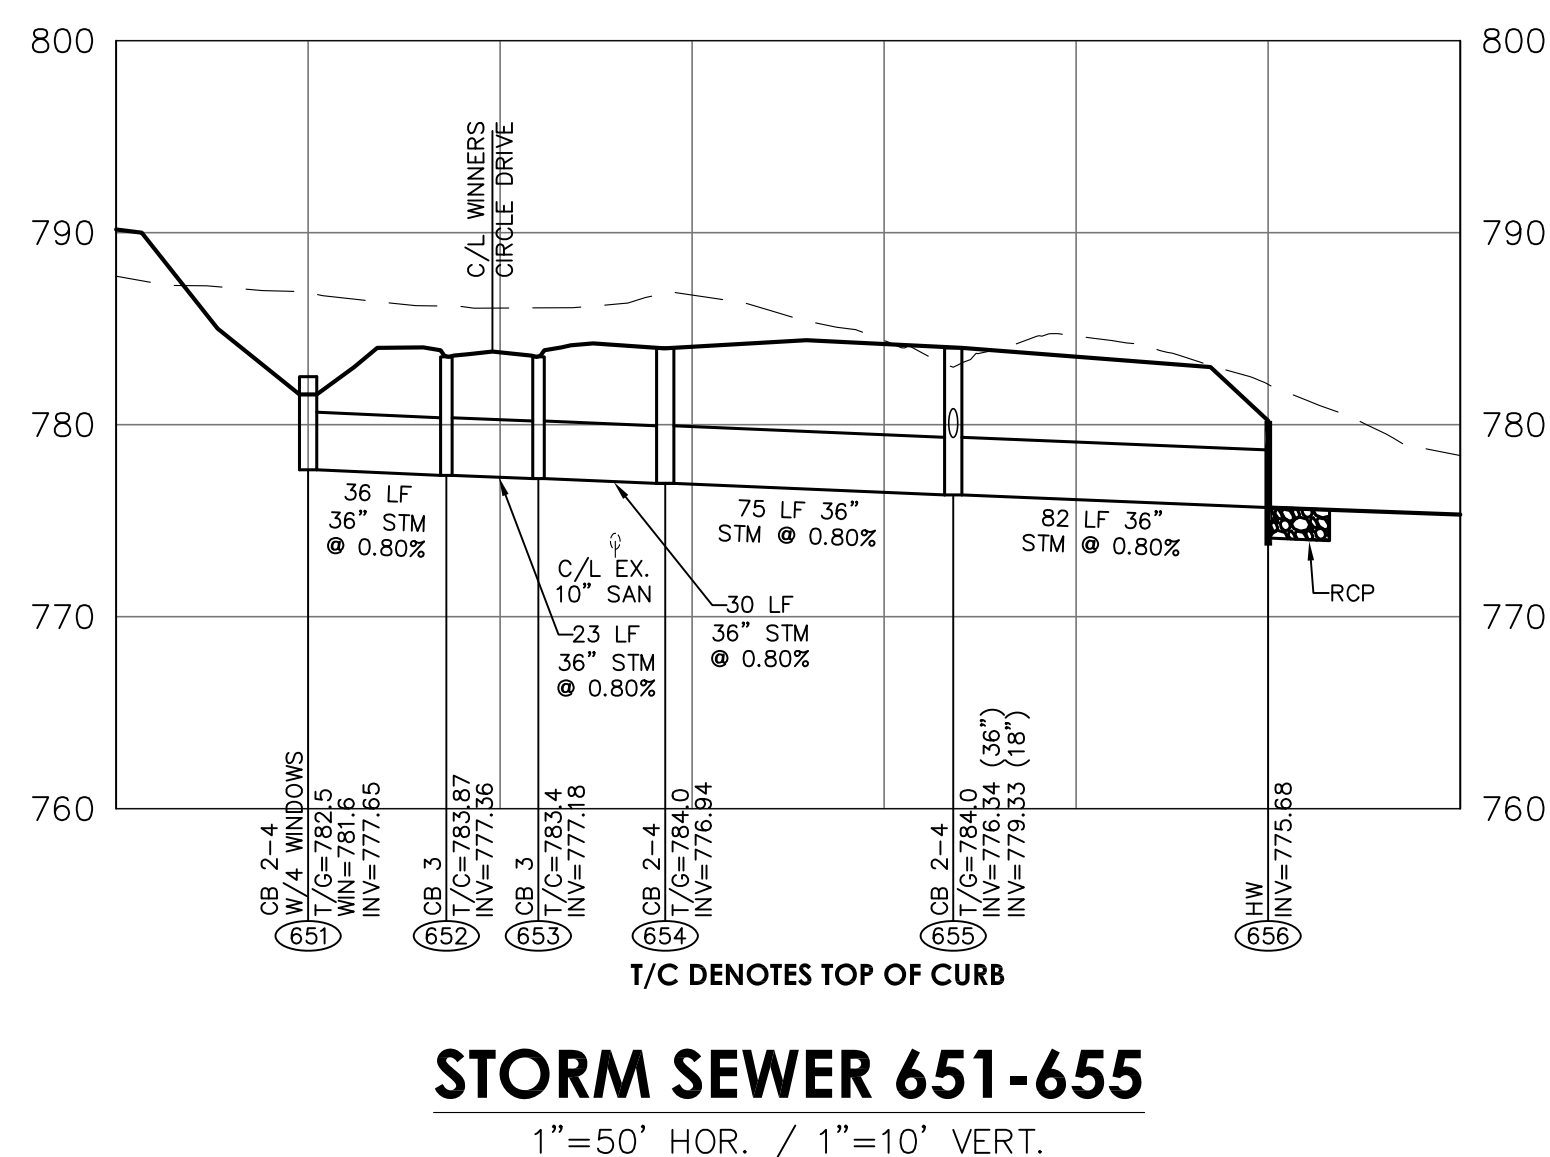 800
800
790
790
780
780
770
770
760
760
C/L WINNERS
CIRCLE DRIVE
36 LF
36” STM
@ 0.80%
C/L EX.
10” SAN
23 LF
36” STM
@ 0.80%
30 LF
36” STM
@ 0.80%
75 LF 36”
STM @ 0.80%
82 LF 36”
STM @ 0.80%
RCP
CB 2-4
W/4 WINDOWS
T/G=782.5
WIN=781.6
INV=777.65
651
CB 3
T/C=783.87
INV=777.36
652
CB 3
T/C=783.4
INV=777.18
653
CB 2-4
T/G=784.0
INV=776.94
654
CB 2-4
T/G=784.0
INV=776.34 (36”)
INV=779.33 (18”)
655
HW
INV=775.68
656
T/C DENOTES TOP OF CURB
STORM SEWER 651-655
1”=50’ HOR. / 1”=10’ VERT.